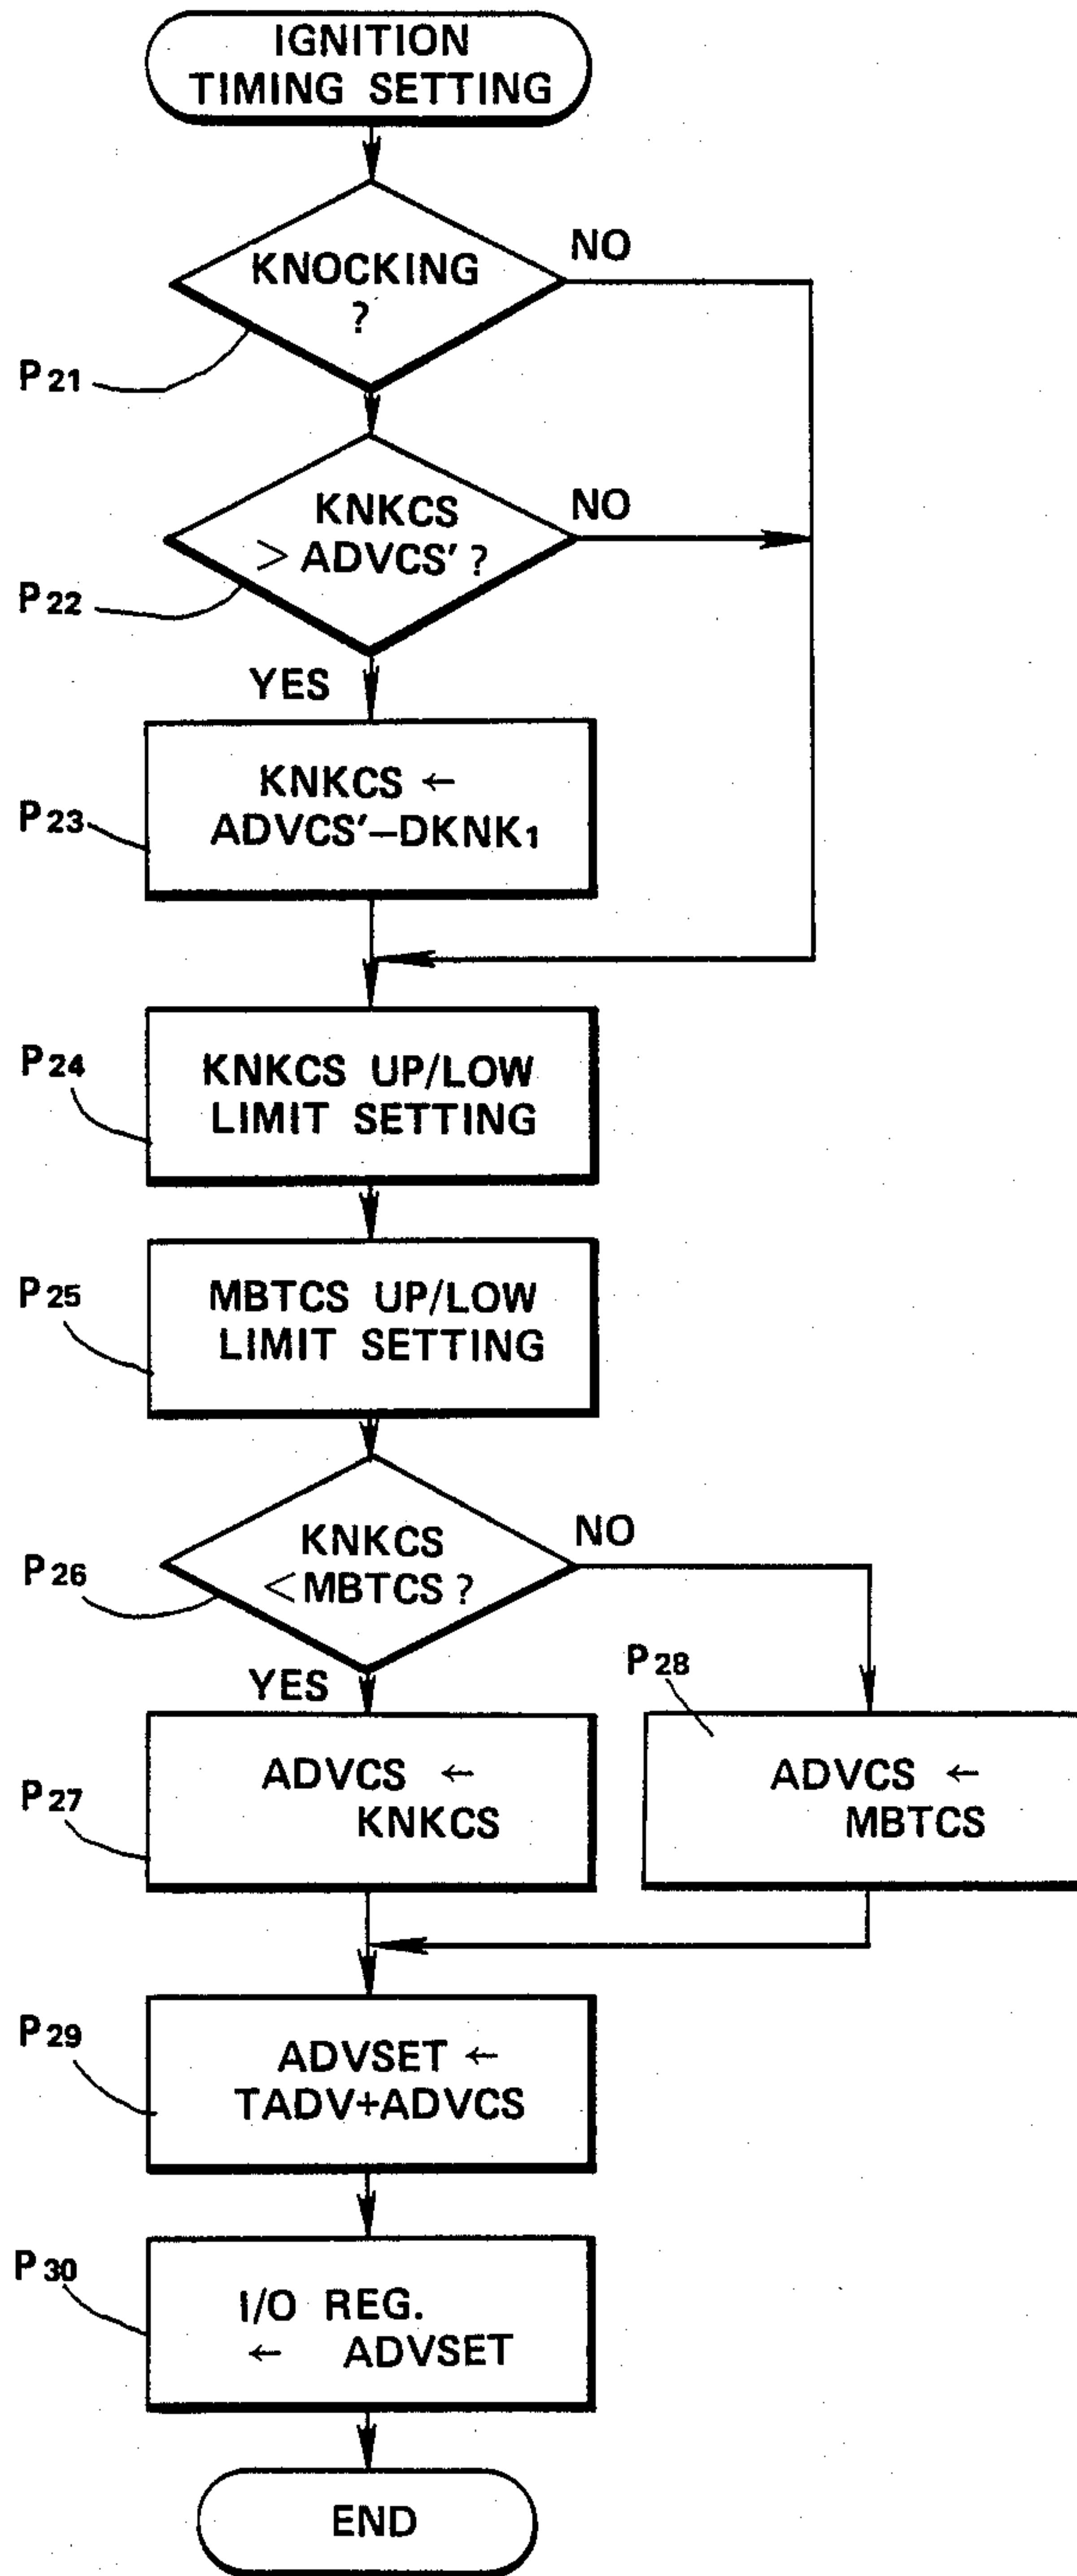 IGNITION
TIMING SETTING
KNOCKING
?
NO
P21
KNKCS
> ADVCS' ?
NO
P22
YES
KNKCS ←
ADVCS'–DKNK1
P23
P24
KNKCS UP/LOW
LIMIT SETTING
P25
MBTCS UP/LOW
LIMIT SETTING
KNKCS
< MBTCS ?
NO
P26
YES
P28
ADVCS ←
KNKCS
P27
ADVCS ←
MBTCS
P29
ADVSET ←
TADV+ADVCS
P30
I/O REG.
← ADVSET
END